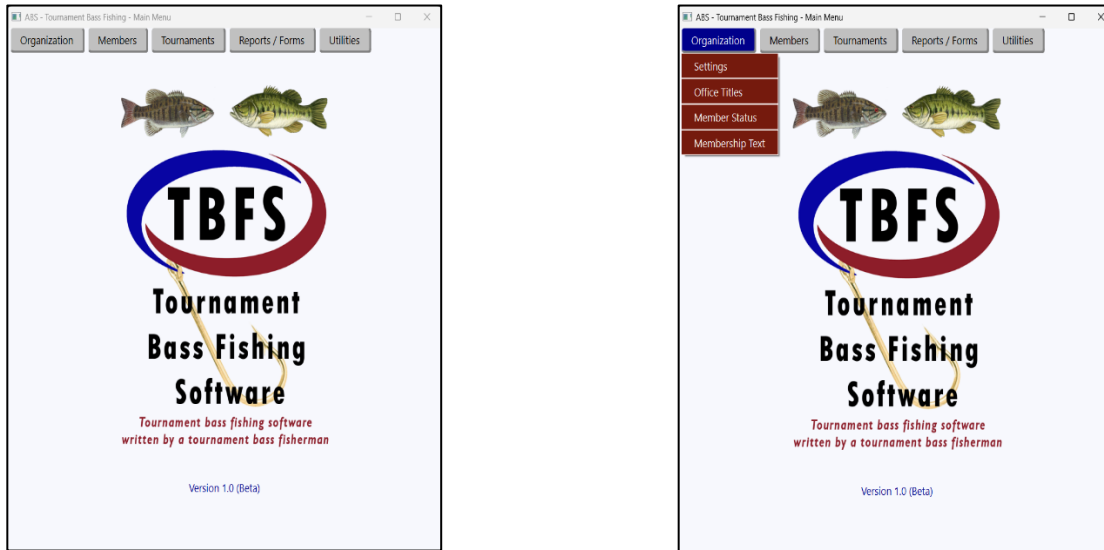 ABS - Tournament Bass Fishing - Main Menu
Organization Members Tournaments Reports / Forms Utilities
TBFS
Tournament
Bass Fishing
Software
Tournament bass fishing software
written by a tournament bass fisherman
Version 1.0 (Beta)
ABS - Tournament Bass Fishing - Main Menu
Organization Members Tournaments Reports / Forms Utilities
Settings
Office Titles
Member Status
Membership Text
TBFS
Tournament
Bass Fishing
Software
Tournament bass fishing software
written by a tournament bass fisherman
Version 1.0 (Beta)